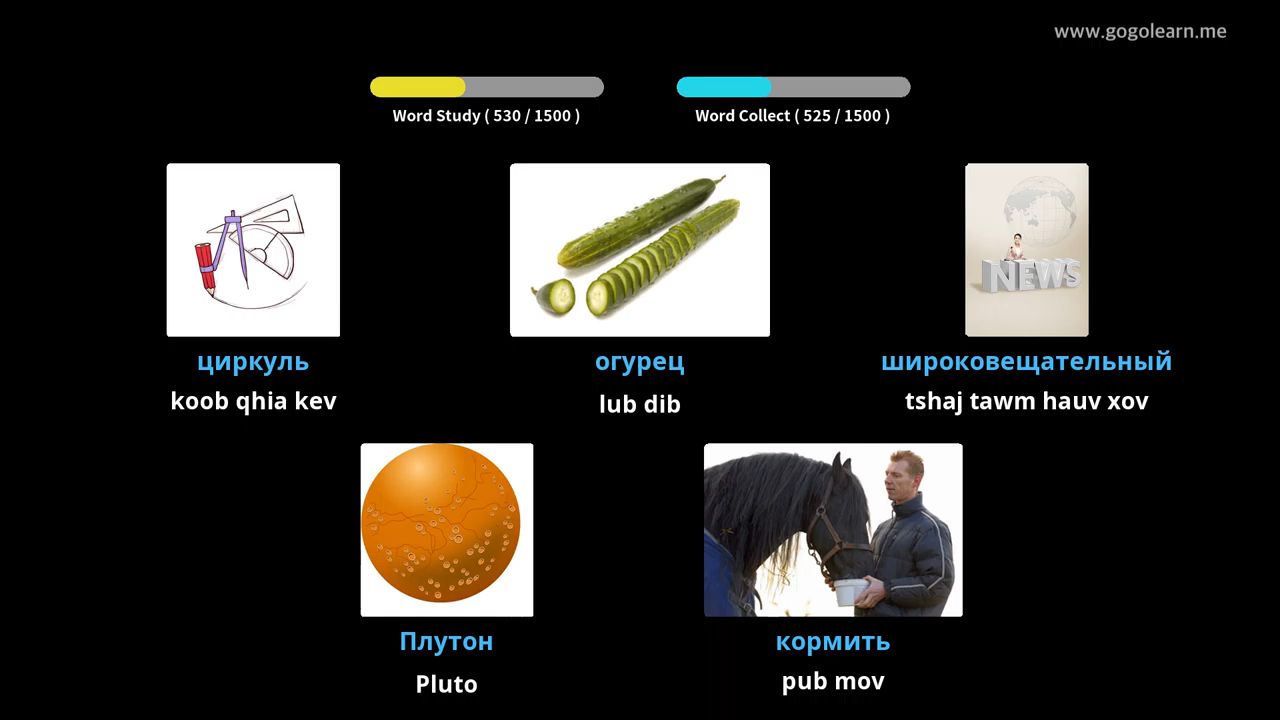 www.gogolearn.me
Word Study ( 530 / 1500 )
Word Collect ( 525 / 1500 )
NEWS
циркуль
огурец
широковещательный
koob qhia kev
lub dib
tshaj tawm hauv xov
Плутон
кормить
Pluto
pub mov